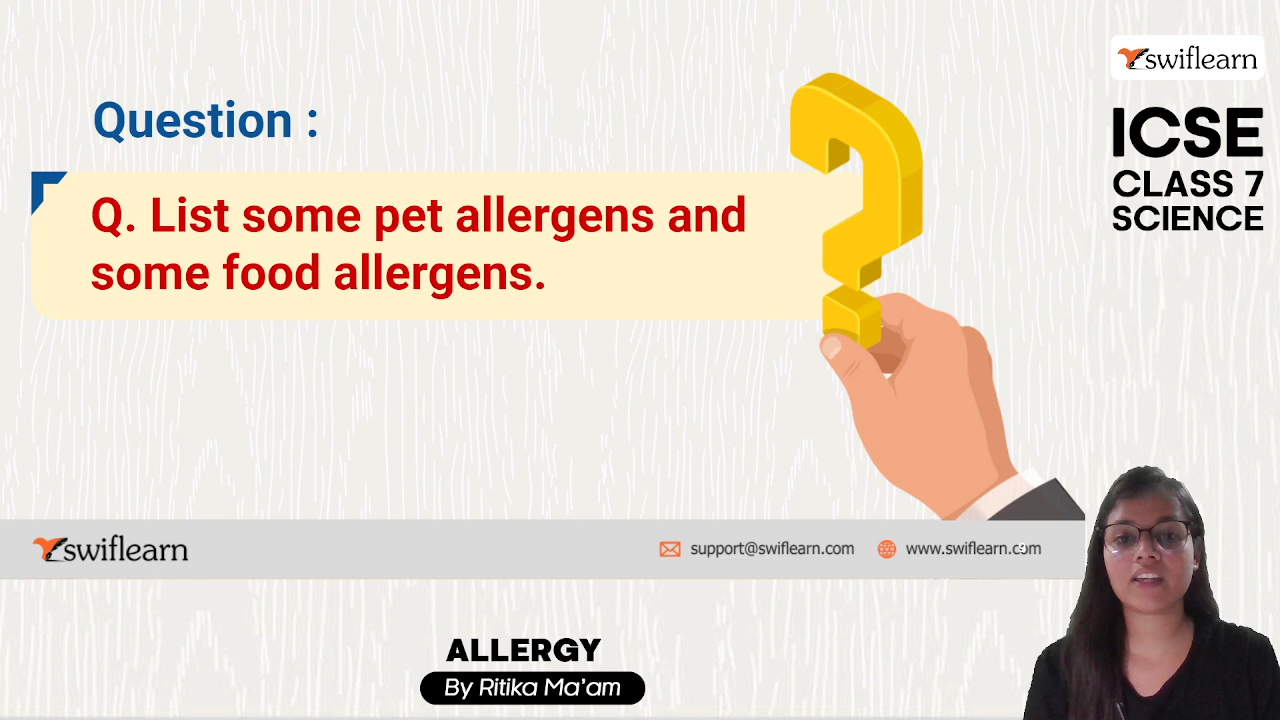 swiflearn
ICSE
CLASS 7
SCIENCE
Question :
Q. List some pet allergens and
some food allergens.
swiflearn
support@swiflearn.com
www.swiflearn.com
ALLERGY
By Ritika Ma'am